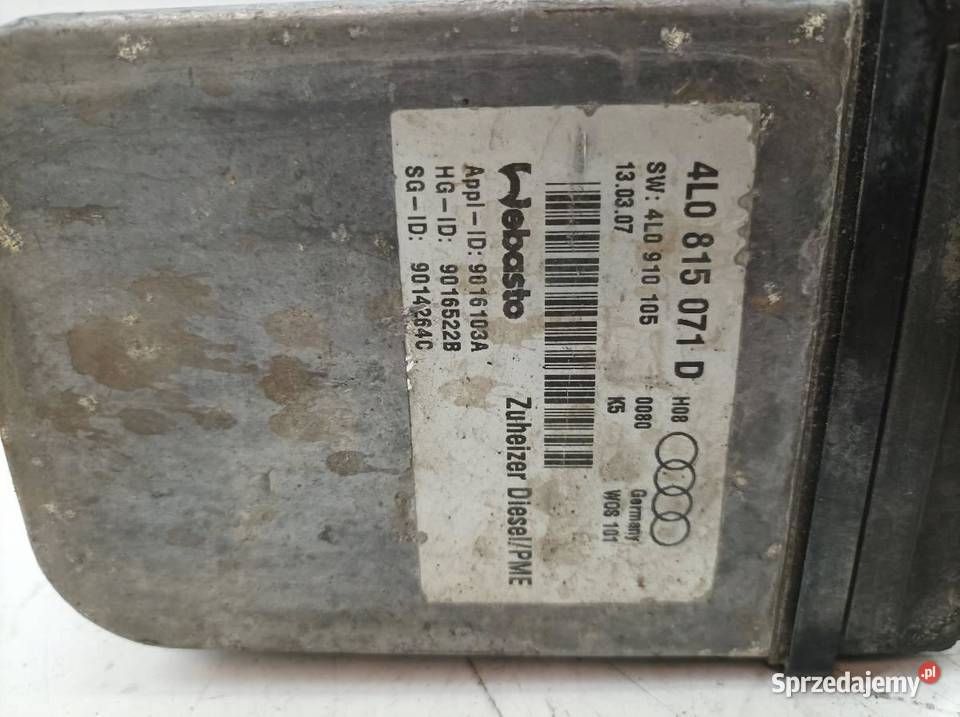 4L0 815 071 D H08
SW: 4L0 910 105 0080 Germany
13.03.07 K5 WOS 101
Webasto Zuheizer Diesel/PME
Appl-ID: 9016103A
HG-ID: 9016522B
SG-ID: 9014264C
Sprzedajemy.pl